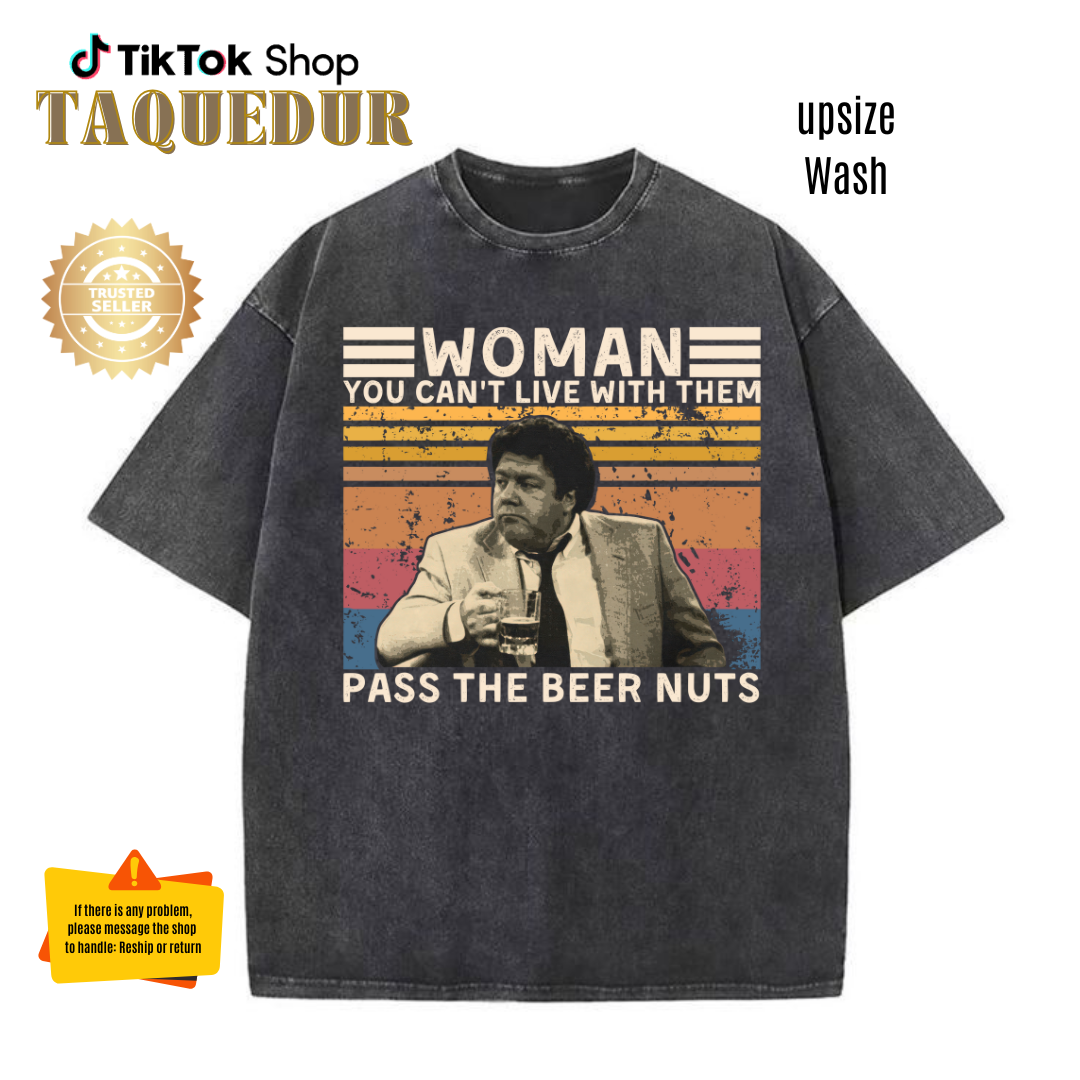 TikTok Shop
TAQUEDUR
upsize
Wash
TRUSTED
SELLER
WOMAN
YOU CAN'T LIVE WITH THEM
PASS THE BEER NUTS
If there is any problem,
please message the shop
to handle: Reship or return